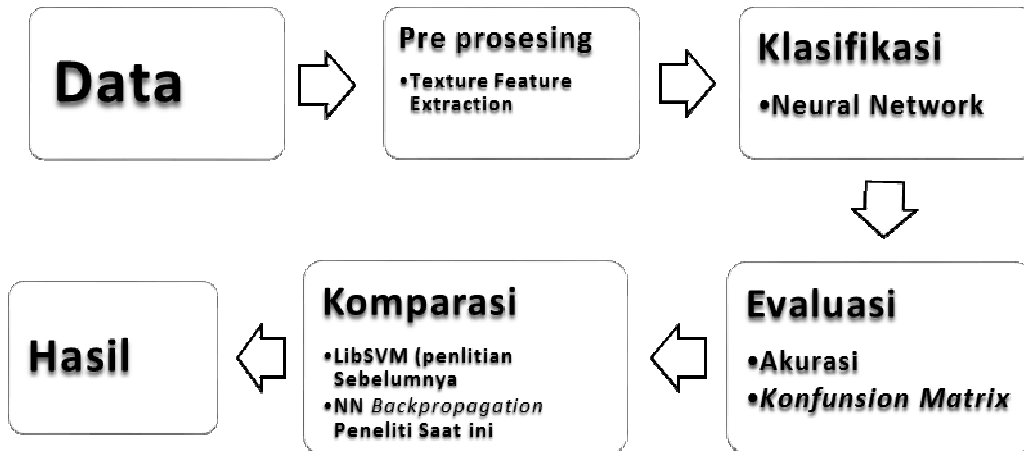 Data
Pre prosesing
•Texture Feature
Extraction
Klasifikasi
•Neural Network
Evaluasi
•Akurasi
•Konfunsion Matrix
Komparasi
•LibSVM (penlitian
Sebelumnya
•NN Backpropagation
Peneliti Saat ini
Hasil